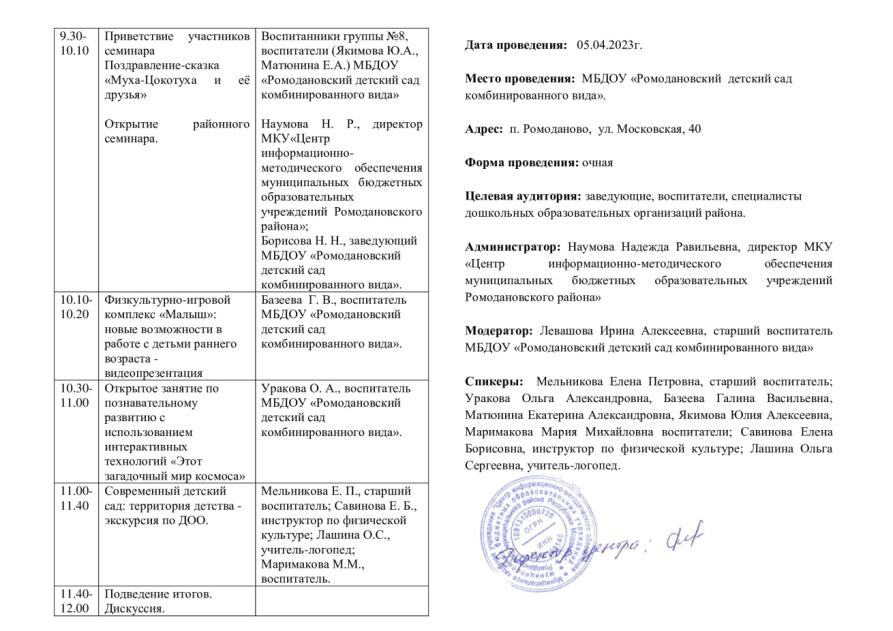 9.30-
10.10
Приветствие участников
семинара
Поздравление-сказка
«Муха-Цокотуха и её
друзья»
Открытие районного
семинара.
Воспитанники группы №8,
воспитатели (Якимова Ю.А.,
Матюнина Е.А.) МБДОУ
«Ромодановский детский сад
комбинированного вида»
Наумова Н. Р., директор
МКУ«Центр
информационно-
методического обеспечения
муниципальных бюджетных
образовательных
учреждений Ромодановского
района»;
Борисова Н. Н., заведующий
МБДОУ «Ромодановский
детский сад
комбинированного вида».
10.10-
10.20
Физкультурно-игровой
комплекс «Малыш»:
новые возможности в
работе с детьми раннего
возраста -
видеопрезентация
Базеева Г. В., воспитатель
МБДОУ «Ромодановский
детский сад
комбинированного вида».
10.30-
11.00
Открытое занятие по
познавательному
развитию с
использованием
интерактивных
технологий «Этот
загадочный мир космоса»
Уракова О. А., воспитатель
МБДОУ «Ромодановский
детский сад
комбинированного вида».
11.00-
11.40
Современный детский
сад: территория детства -
экскурсия по ДОО.
Мельникова Е. П., старший
воспитатель; Савинова Е. Б.,
инструктор по физической
культуре; Лашина О.С.,
учитель-логопед;
Маримакова М.М.,
воспитатель.
11.40-
12.00
Подведение итогов.
Дискуссия.
Дата проведения: 05.04.2023г.
Место проведения: МБДОУ «Ромодановский детский сад
комбинированного вида».
Адрес: п. Ромоданово, ул. Московская, 40
Форма проведения: очная
Целевая аудитория: заведующие, воспитатели, специалисты
дошкольных образовательных организаций района.
Администратор: Наумова Надежда Равильевна, директор МКУ
«Центр информационно-методического обеспечения
муниципальных бюджетных образовательных учреждений
Ромодановского района»
Модератор: Левашова Ирина Алексеевна, старший воспитатель
МБДОУ «Ромодановский детский сад комбинированного вида»
Спикеры: Мельникова Елена Петровна, старший воспитатель;
Уракова Ольга Александровна, Базеева Галина Васильевна,
Матюнина Екатерина Александровна, Якимова Юлия Алексеевна,
Маримакова Мария Михайловна воспитатели; Савинова Елена
Борисовна, инструктор по физической культуре; Лашина Ольга
Сергеевна, учитель-логопед.
ОГРН
ИНН
Директор центра: